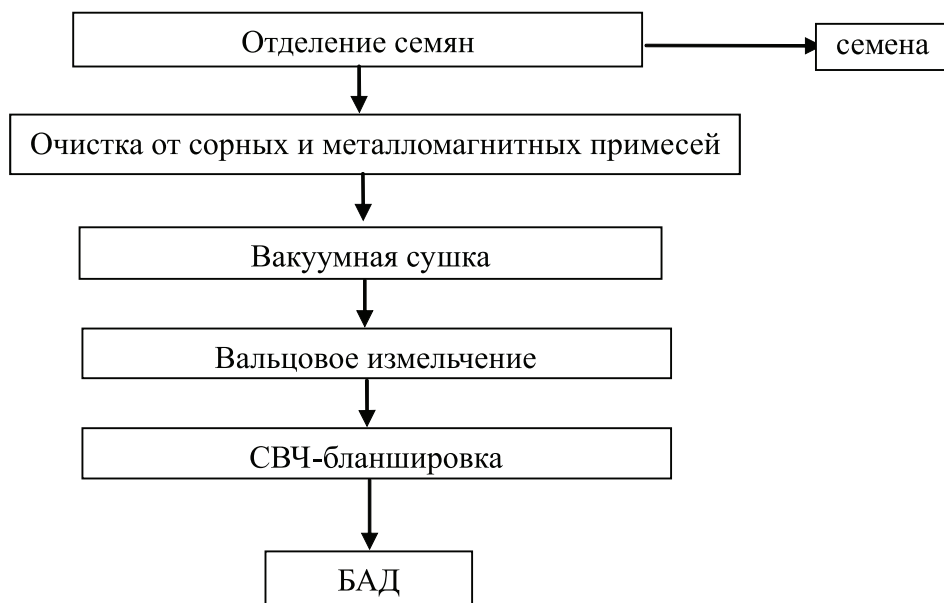 Отделение семян
семена
Очистка от сорных и металломагнитных примесей
Вакуумная сушка
Вальцовое измельчение
СВЧ-бланшировка
БАД